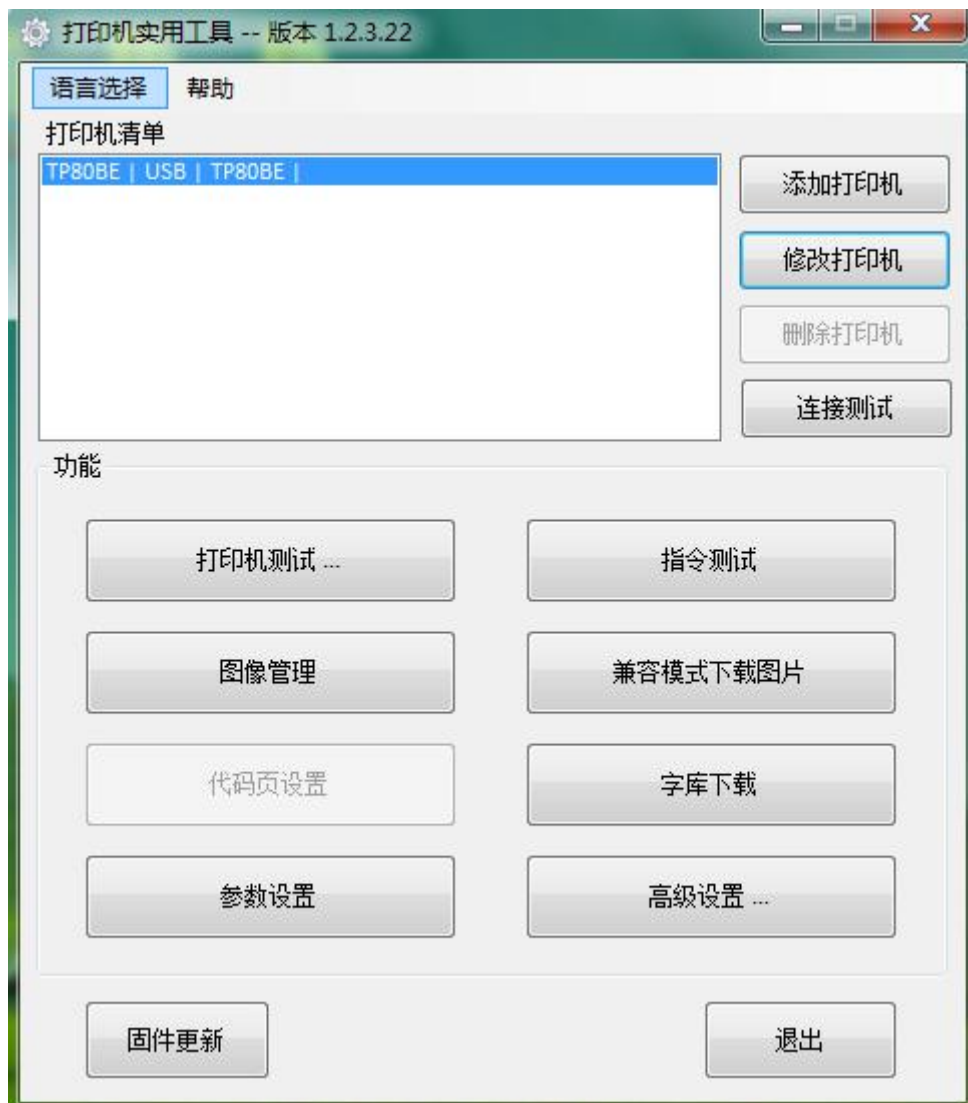 打印机实用工具 -- 版本 1.2.3.22
语言选择 帮助
打印机清单
TP80BE | USB | TP80BE |
添加打印机
修改打印机
删除打印机
连接测试
功能
打印机测试 ...
指令测试
图像管理
兼容模式下载图片
代码页设置
字库下载
参数设置
高级设置 ...
固件更新
退出